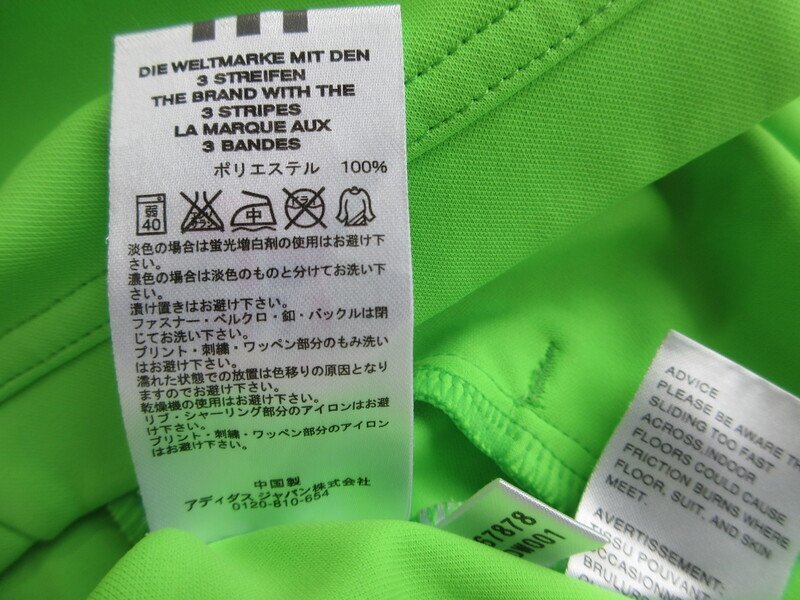 DIE WELTMARKE MIT DEN
3 STREIFEN
THE BRAND WITH THE
3 STRIPES
LA MARQUE AUX
3 BANDES
ポリエステル 100%
弱
40
中
淡色の場合は蛍光増白剤の使用はお避け下
さい。
濃色の場合は淡色のものと分けてお洗い下
さい。
漬け置きはお避け下さい。
ファスナー・ベルクロ・釦・バックルは閉
じてお洗い下さい。
プリント・刺繍・ワッペン部分のもみ洗い
はお避け下さい。
濡れた状態での放置は色移りの原因となり
ますのでお避け下さい。
乾燥機の使用はお避け下さい。
リブ・シャーリング部分のアイロンはお避
け下さい。
プリント・刺繍・ワッペン部分のアイロン
はお避け下さい。
中国製
アディダス ジャパン株式会社
0120-810-654
67878
001
ADVICE
PLEASE BE AWARE
SLIDING TOO FAST
ACROSS INDOOR
FLOORS COULD CAUSE
FRICTION BURNS WHERE
FLOOR, SUIT, AND SKIN
MEET.
AVERTISSEMENT:
TISSU POUVANT